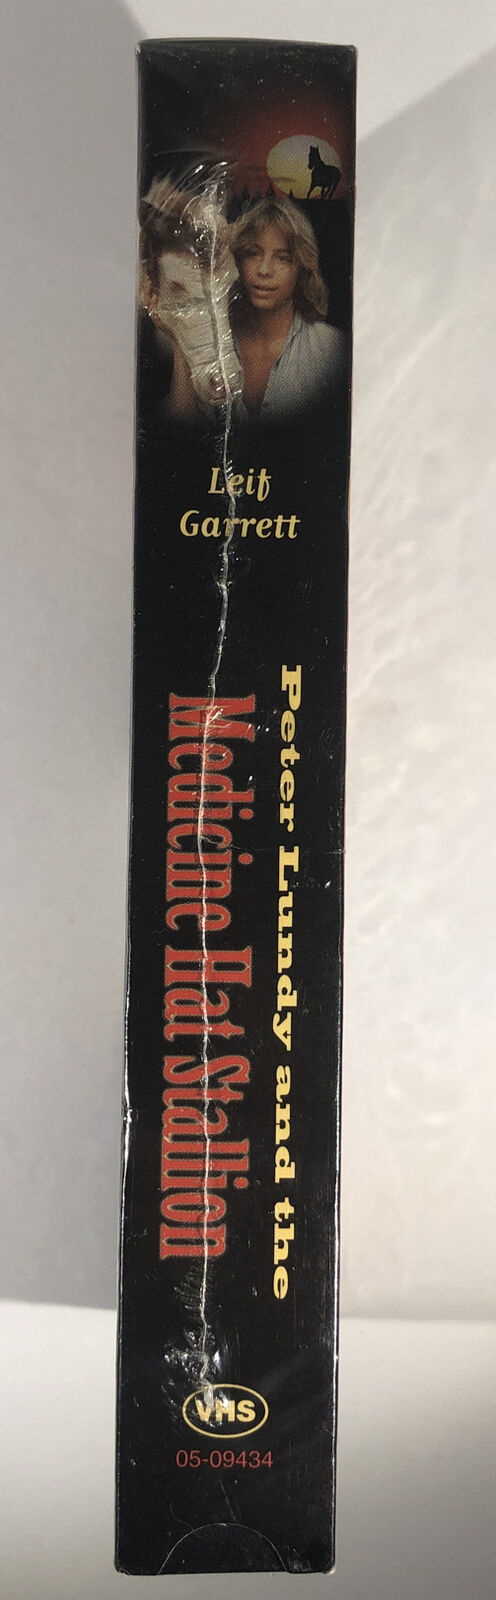 Leif
Garrett
Peter Lundy and the
Medicine Hat Stallion
VHS
05-09434